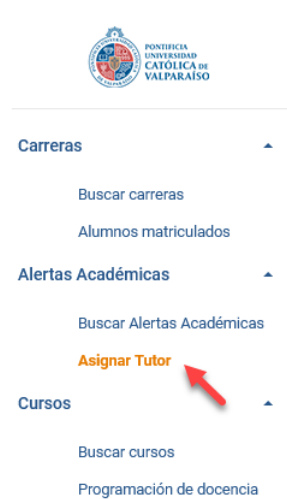 PONTIFICIA
UNIVERSIDAD
CATÓLICA DE
VALPARAÍSO
Carreras
Buscar carreras
Alumnos matriculados
Alertas Académicas
Buscar Alertas Académicas
Asignar Tutor
Cursos
Buscar cursos
Programación de docencia